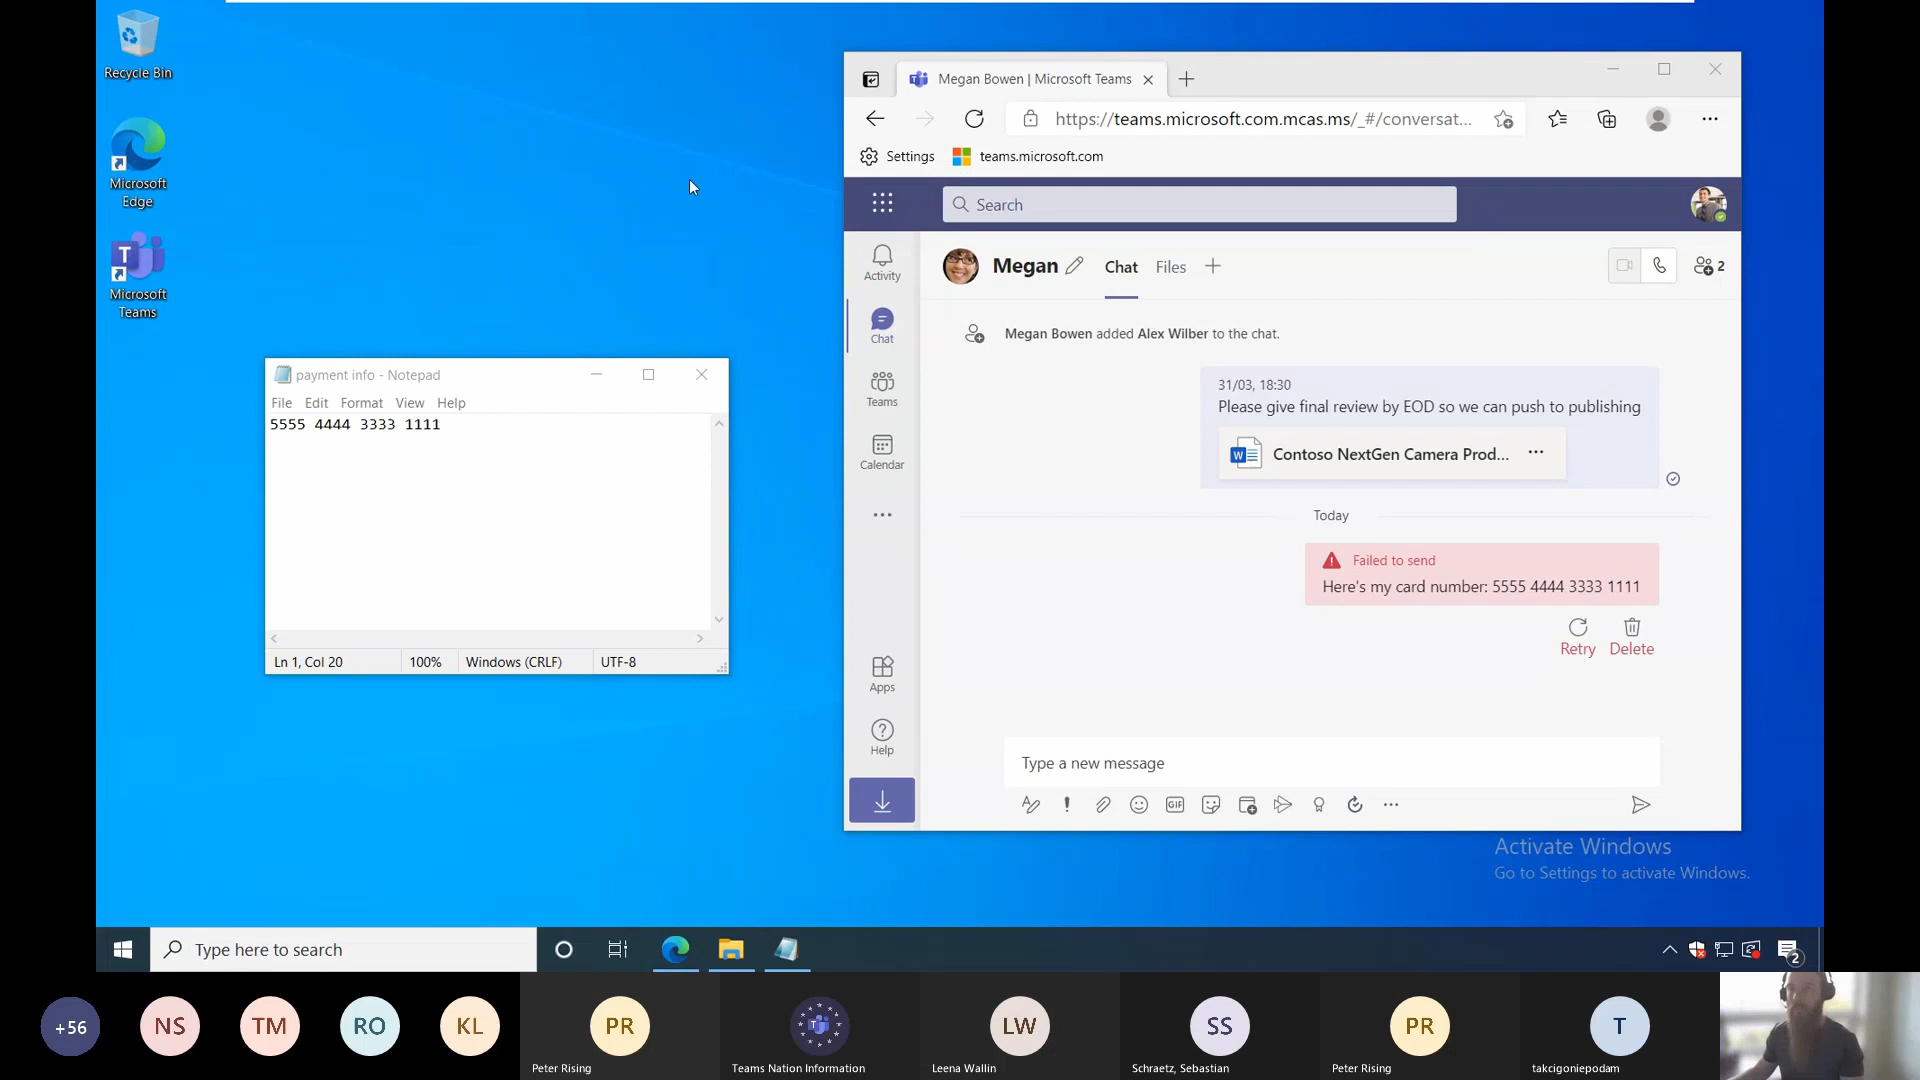 Recycle Bin
Microsoft
Edge
T
Microsoft
Teams
payment info - Notepad
File Edit Format View Help
5555 4444 3333 1111
Ln 1, Col 20 100% Windows (CRLF) UTF-8
Megan Bowen | Microsoft Teams
https://teams.microsoft.com.mcas.ms/_#/conversat...
Settings teams.microsoft.com
Search
Activity
Chat
Teams
Calendar
Apps
Help
Megan Chat Files 2
Megan Bowen added Alex Wilber to the chat.
31/03, 18:30
Please give final review by EOD so we can push to publishing
W Contoso NextGen Camera Prod...
Today
Failed to send
Here's my card number: 5555 4444 3333 1111
Retry Delete
Type a new message
GIF
Activate Windows
Go to Settings to activate Windows.
Type here to search
2
+56 NS TM RO KL PR LW SS PR T
Peter Rising Teams Nation Information Leena Wallin Schraetz, Sebastian Peter Rising takcigoniepodam